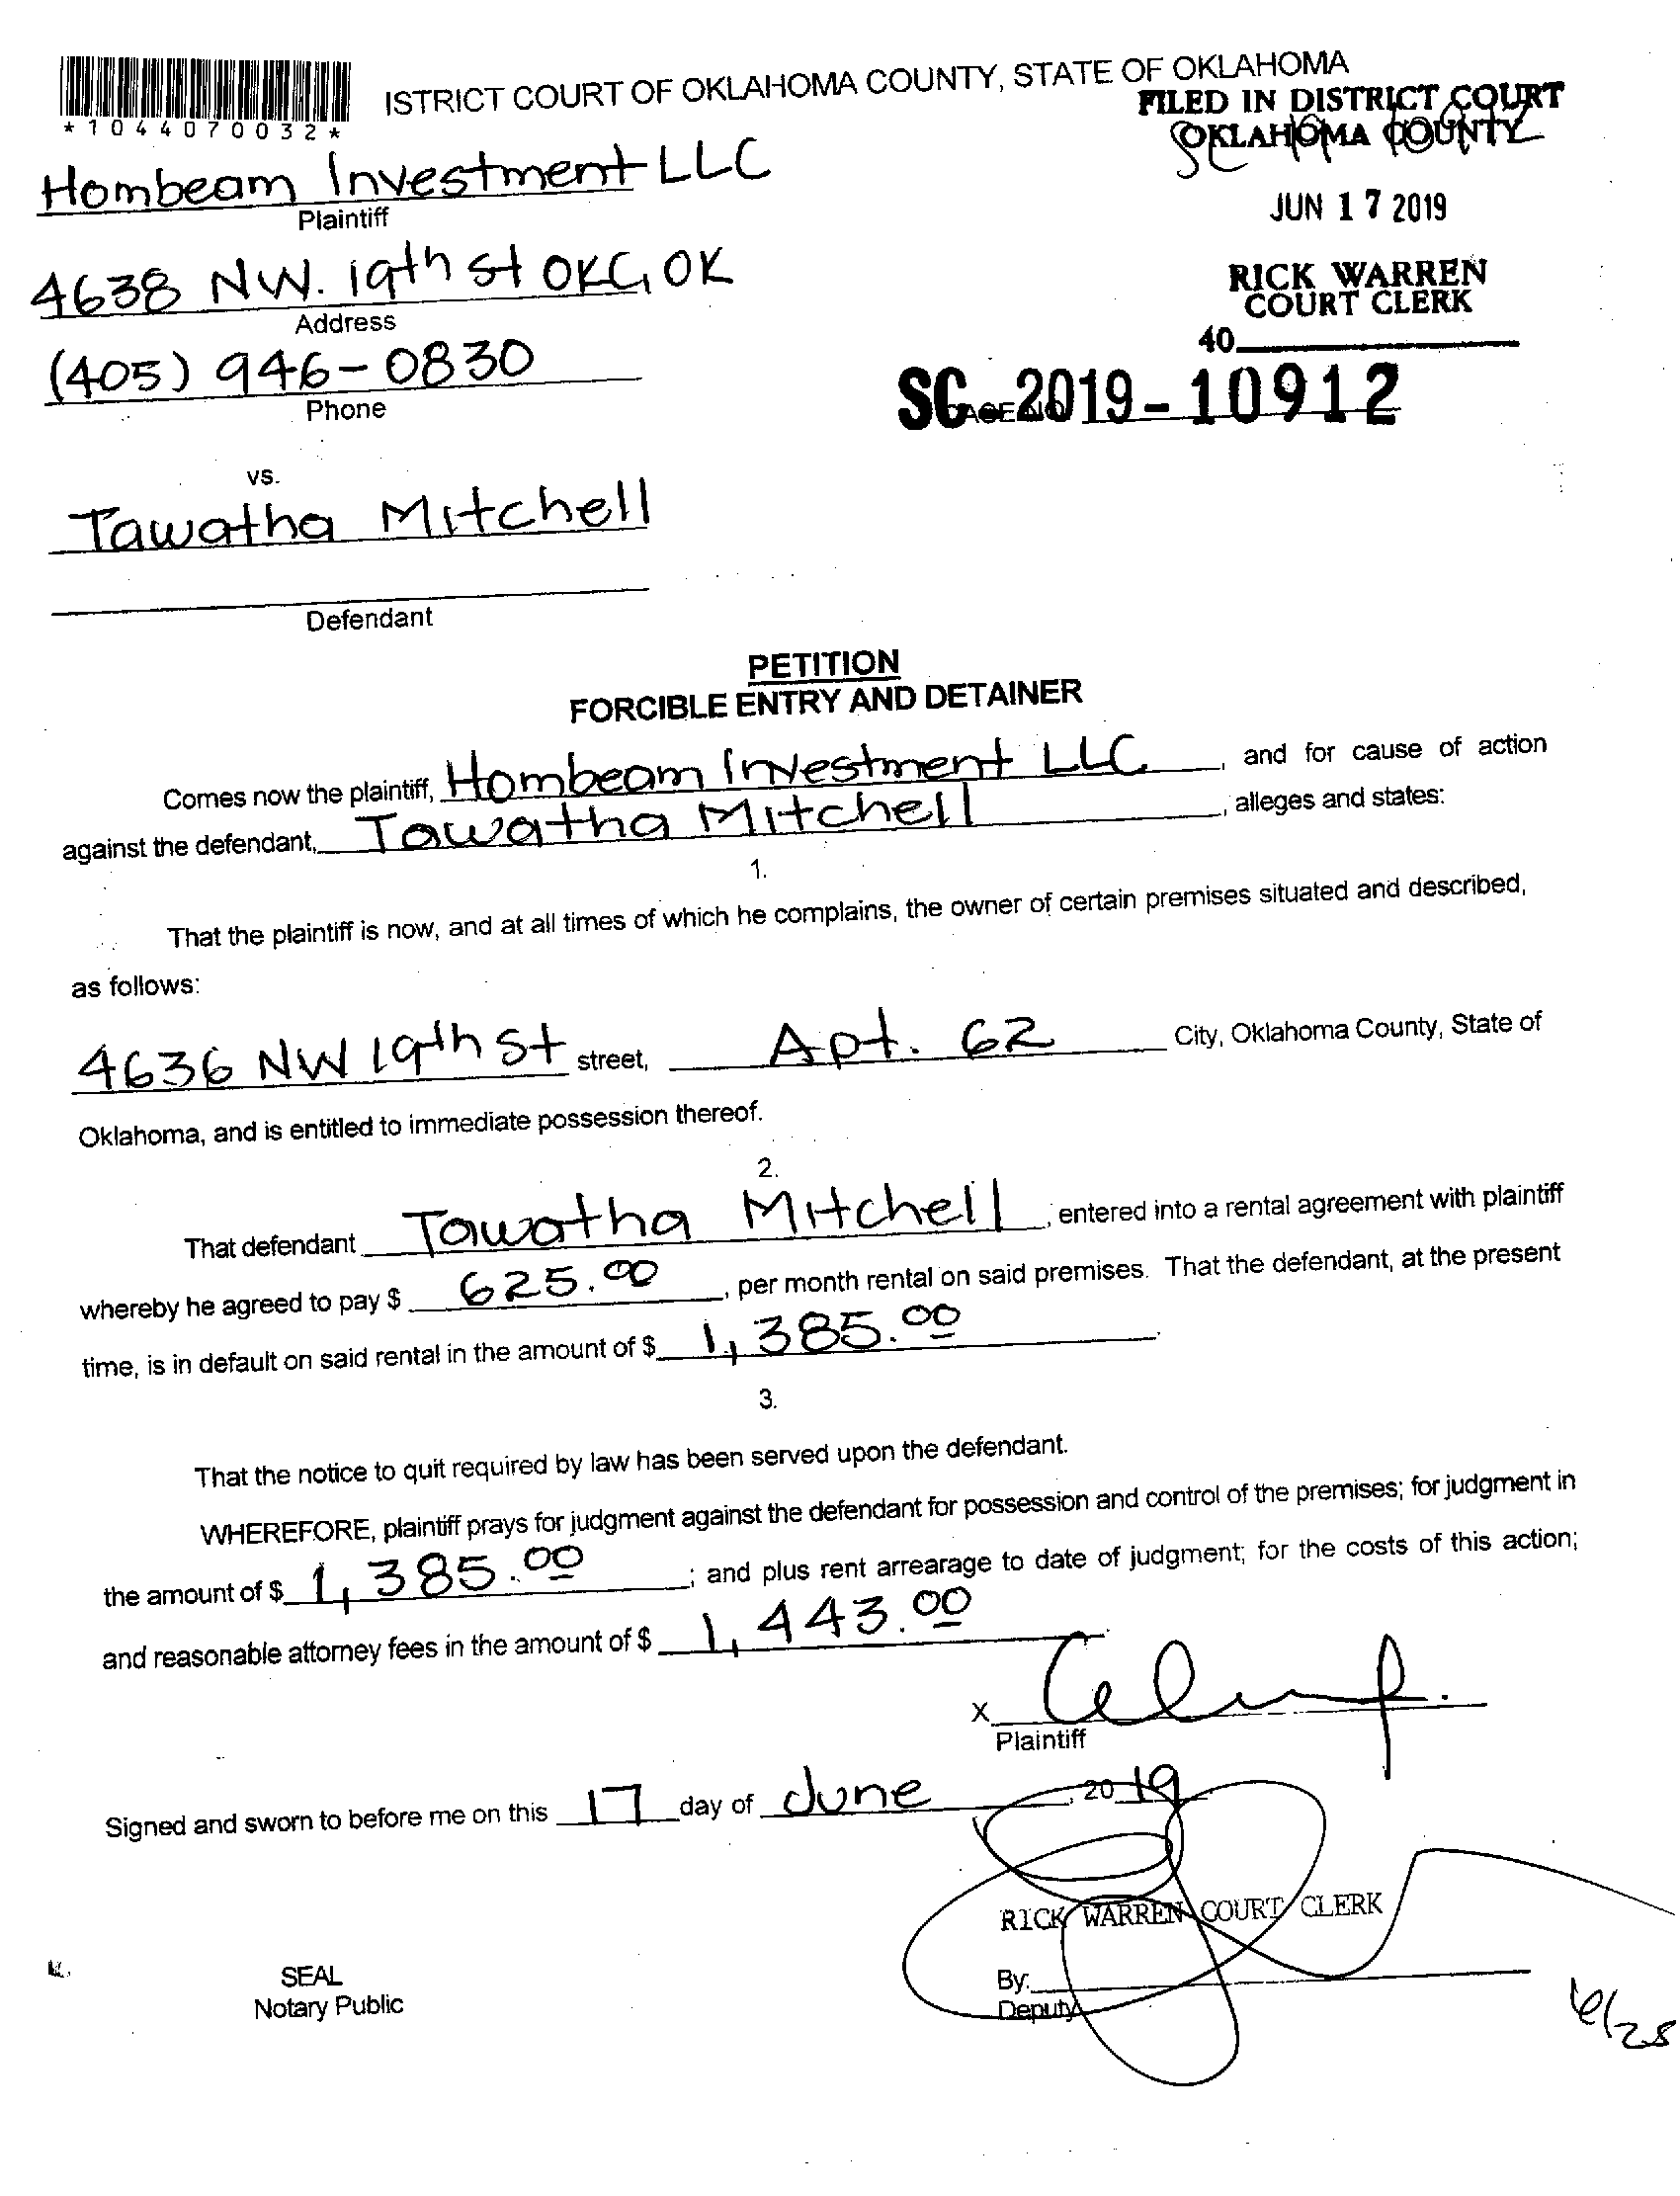 ISTRICT COURT OF OKLAHOMA COUNTY, STATE OF OKLAHOMA
*1044070032*
FILED IN DISTRICT COURT
OKLAHOMA COUNTY
Hombeam Investment LLC
Plaintiff
JUN 17 2019
4638 NW. 19th St OKC, OK
Address
RICK WARREN
COURT CLERK
40
(405) 946-0830
Phone
SC-2019-10912
vs.
Tawatha Mitchell
Defendant
PETITION
FORCIBLE ENTRY AND DETAINER
Comes now the plaintiff, Hombeam Investment LLC, and for cause of action
against the defendant, Tawatha Mitchell, alleges and states:
1.
That the plaintiff is now, and at all times of which he complains, the owner of certain premises situated and described,
as follows:
4636 NW 19th St street, Apt. 62 City, Oklahoma County, State of
Oklahoma, and is entitled to immediate possession thereof.
2.
That defendant Tawatha Mitchell, entered into a rental agreement with plaintiff
whereby he agreed to pay $ 625.00, per month rental on said premises. That the defendant, at the present
time, is in default on said rental in the amount of $ 1,385.00.
3.
That the notice to quit required by law has been served upon the defendant.
WHEREFORE, plaintiff prays for judgment against the defendant for possession and control of the premises; for judgment in
the amount of $ 1,385.00; and plus rent arrearage to date of judgment; for the costs of this action;
and reasonable attorney fees in the amount of $ 1,443.00.
X
Plaintiff
Signed and sworn to before me on this 17 day of June, 2019
RICK WARREN COURT CLERK
SEAL
Notary Public
By:
Deputy
6/28